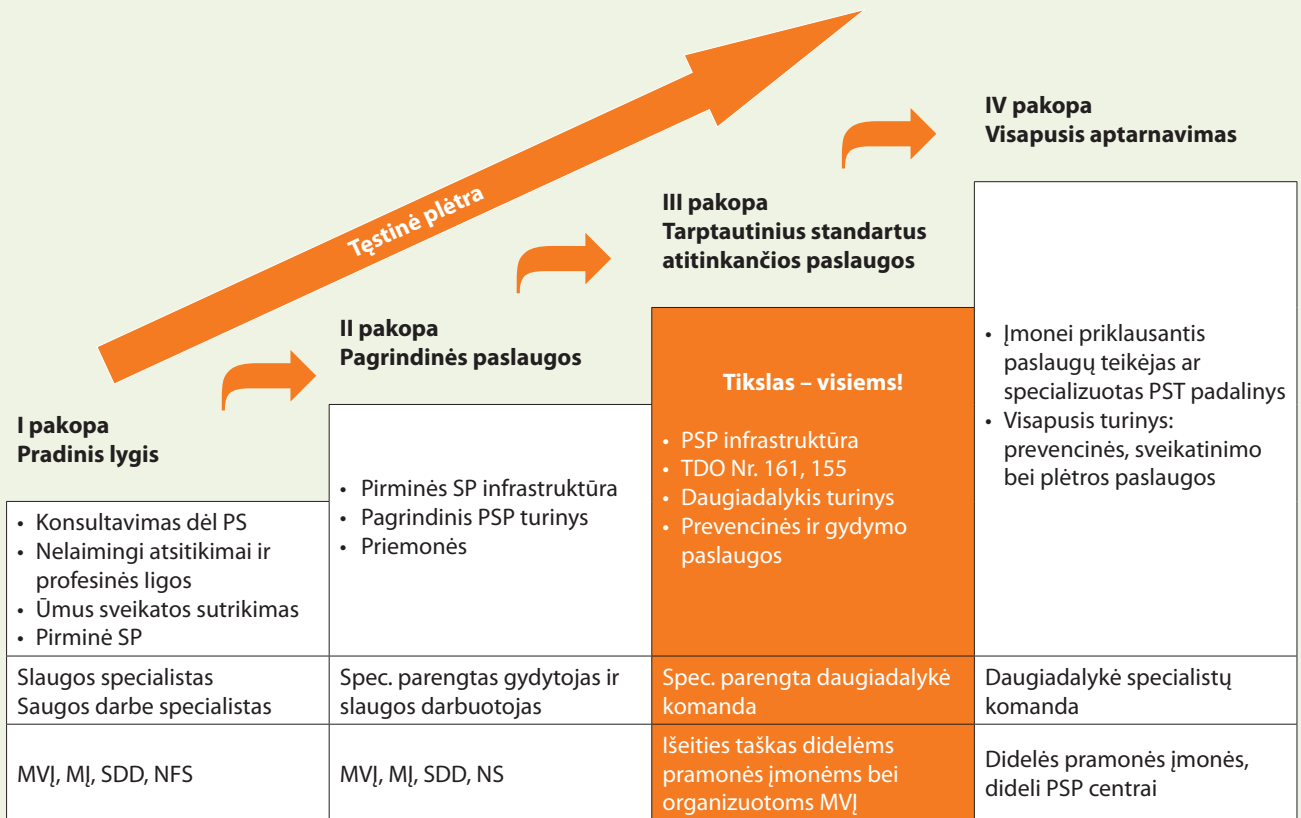 Tęstinė plėtra
I pakopa
Pradinis lygis
• Konsultavimas dėl PS
• Nelaimingi atsitikimai ir
profesinės ligos
• Ūmus sveikatos sutrikimas
• Pirminė SP
Slaugos specialistas
Saugos darbe specialistas
MVĮ, MĮ, SDD, NFS
II pakopa
Pagrindinės paslaugos
• Pirminės SP infrastruktūra
• Pagrindinis PSP turinys
• Priemonės
Spec. parengtas gydytojas ir
slaugos darbuotojas
MVĮ, MĮ, SDD, NS
III pakopa
Tarptautinius standartus
atitinkančios paslaugos
Tikslas – visiems!
• PSP infrastruktūra
• TDO Nr. 161, 155
• Daugiadalykis turinys
• Prevencinės ir gydymo
paslaugos
Spec. parengta daugiadalykė
komanda
Išeities taškas didelėms
pramonės įmonėms bei
organizuotoms MVĮ
IV pakopa
Visapusis aptarnavimas
• Įmonei priklausantis
paslaugų teikėjas ar
specializuotas PST padalinys
• Visapusis turinys:
prevencinės, sveikatinimo
bei plėtros paslaugos
Daugiadalykė specialistų
komanda
Didelės pramonės įmonės,
dideli PSP centrai